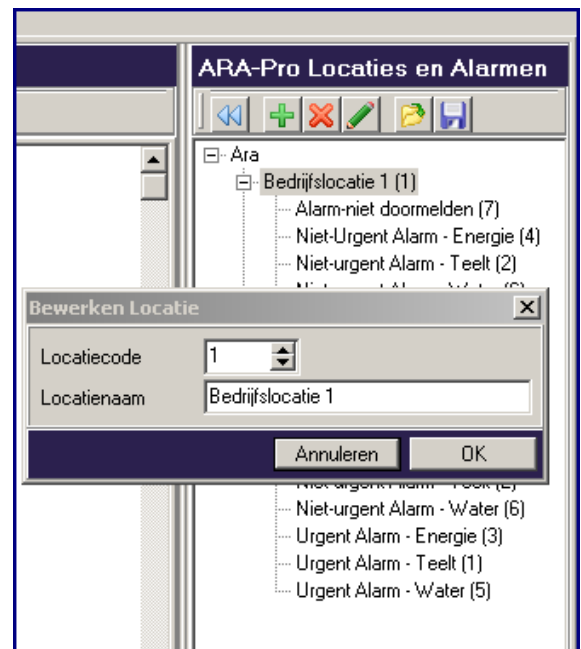 ARA-Pro Locaties en Alarmen
Ara
Bedrijfslocatie 1 (1)
Alarm-niet doormelden (7)
Niet-Urgent Alarm - Energie (4)
Niet-urgent Alarm - Teelt (2)
Bewerken Locatie
Locatiecode
1
Locatienaam
Bedrijfslocatie 1
Annuleren
OK
Niet-urgent Alarm - Water (6)
Urgent Alarm - Energie (3)
Urgent Alarm - Teelt (1)
Urgent Alarm - Water (5)